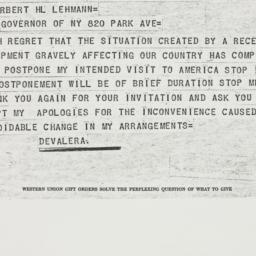 RBERT HL LEHMANN=
GOVERNOR OF NY 820 PARK AVE=
H REGRET THAT THE SITUATION CREATED BY A RECE
OPMENT GRAVELY AFFECTING OUR COUNTRY HAS COMP
POSTPONE MY INTENDED VISIT TO AMERICA STOP
OSTPONEMENT WILL BE OF BRIEF DURATION STOP M
NK YOU AGAIN FOR YOUR INVITATION AND ASK YOU
PT MY APOLOGIES FOR THE INCONVENIENCE CAUSED
OIDABLE CHANGE IN MY ARRANGEMENTS=
DEVALERA.
WESTERN UNION GIFT ORDERS SOLVE THE PERPLEXING QUESTION OF WHAT TO GIVE